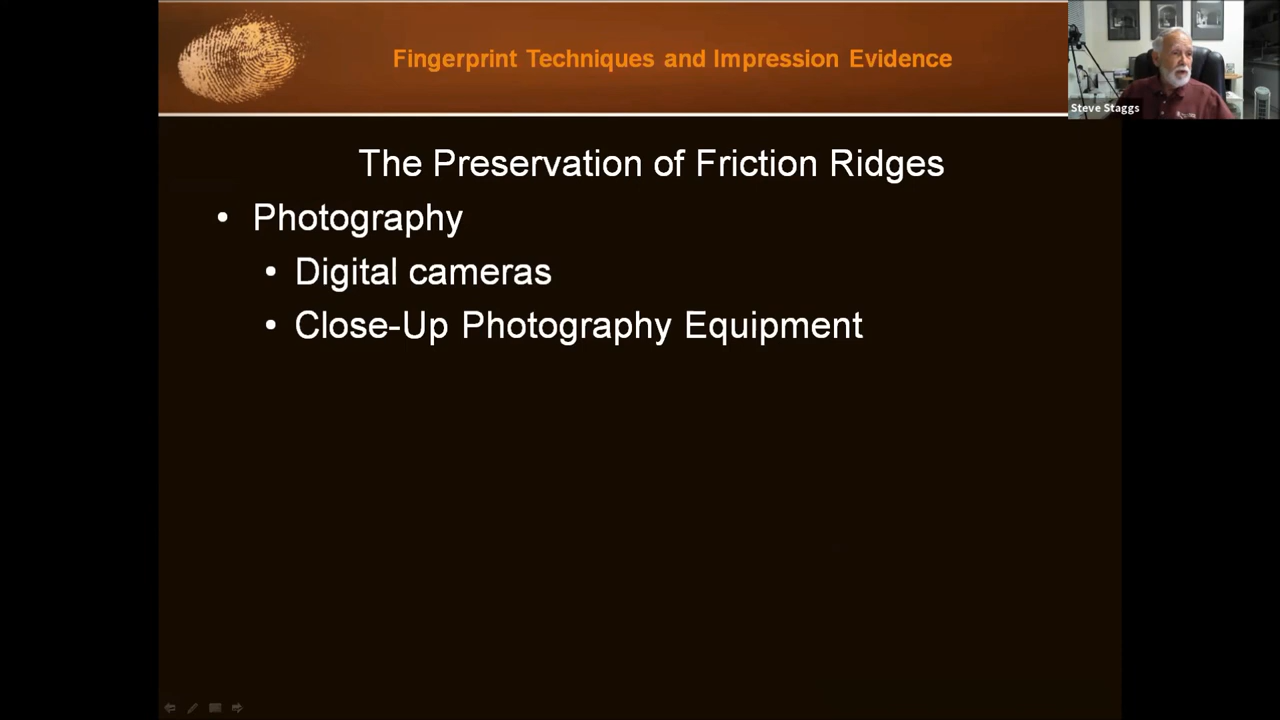 Fingerprint Techniques and Impression Evidence
Steve Staggs
The Preservation of Friction Ridges
• Photography
• Digital cameras
• Close-Up Photography Equipment